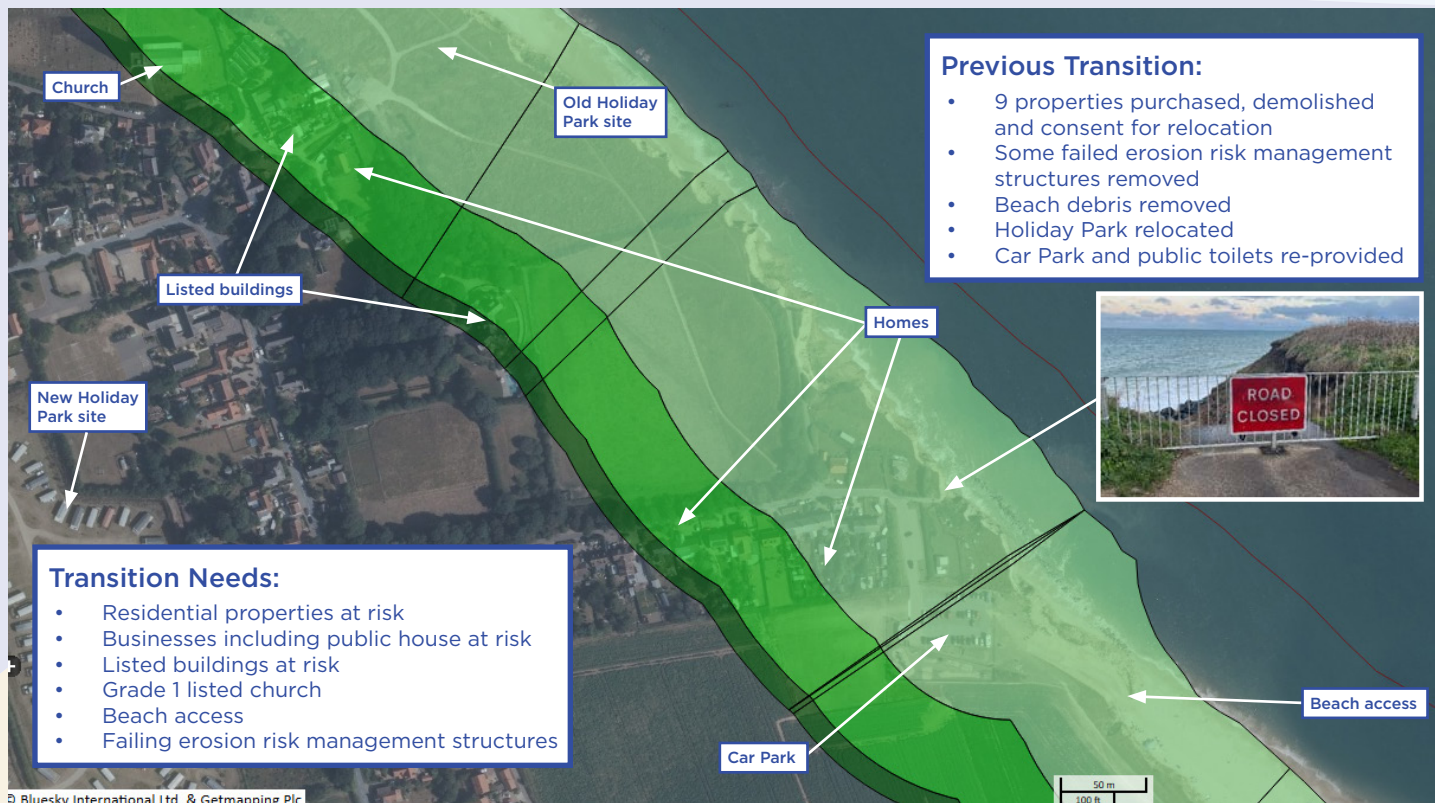 Church
Old Holiday
Park site
Previous Transition:
• 9 properties purchased, demolished
and consent for relocation
• Some failed erosion risk management
structures removed
• Beach debris removed
• Holiday Park relocated
• Car Park and public toilets re-provided
Listed buildings
Homes
New Holiday
Park site
ROAD
CLOSED
Transition Needs:
• Residential properties at risk
• Businesses including public house at risk
• Listed buildings at risk
• Grade 1 listed church
• Beach access
• Failing erosion risk management structures
Beach access
Car Park
50 m
100 ft
© Bluesky International Ltd. & Getmapping Plc